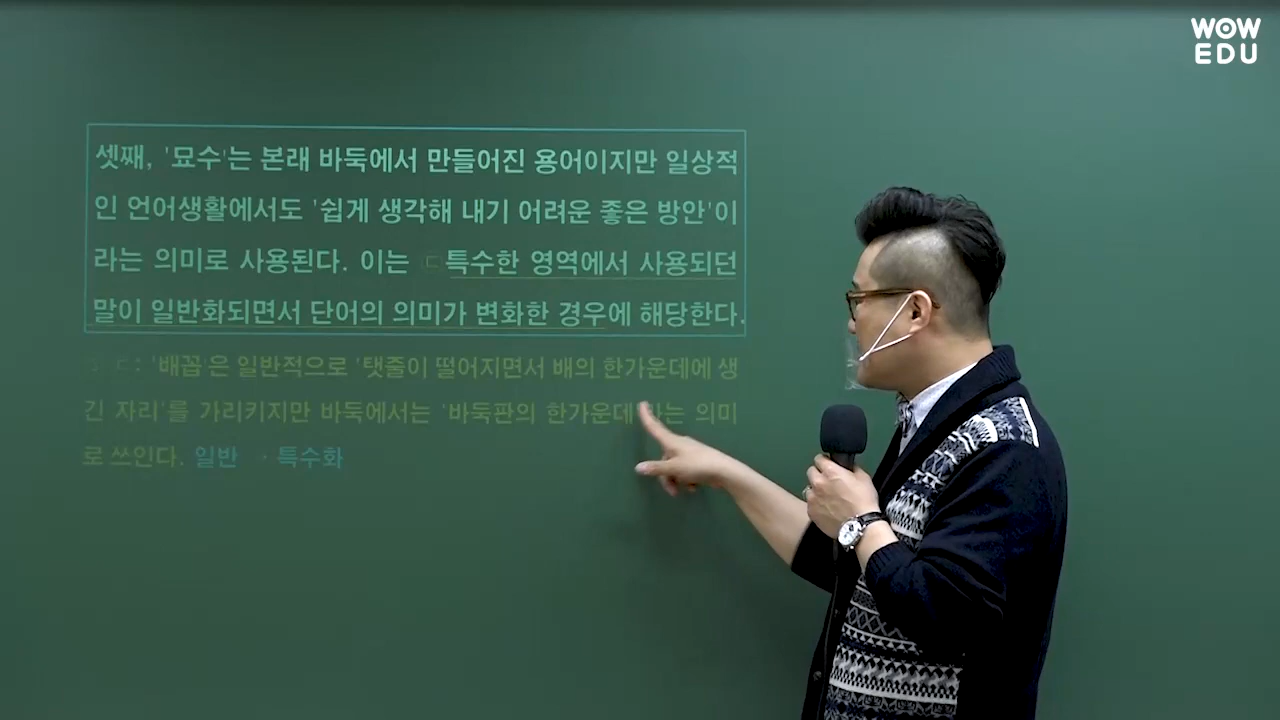 WOW
EDU
셋째, '묘수'는 본래 바둑에서 만들어진 용어이지만 일상적
인 언어생활에서도 '쉽게 생각해 내기 어려운 좋은 방안'이
라는 의미로 사용된다. 이는 ㄷ특수한 영역에서 사용되던
말이 일반화되면서 단어의 의미가 변화한 경우에 해당한다.
ㄷ: '배꼽'은 일반적으로 '탯줄이 떨어지면서 배의 한가운데에 생
긴 자리'를 가리키지만 바둑에서는 '바둑판의 한가운데'라는 의미
로 쓰인다. 일반 · 특수화